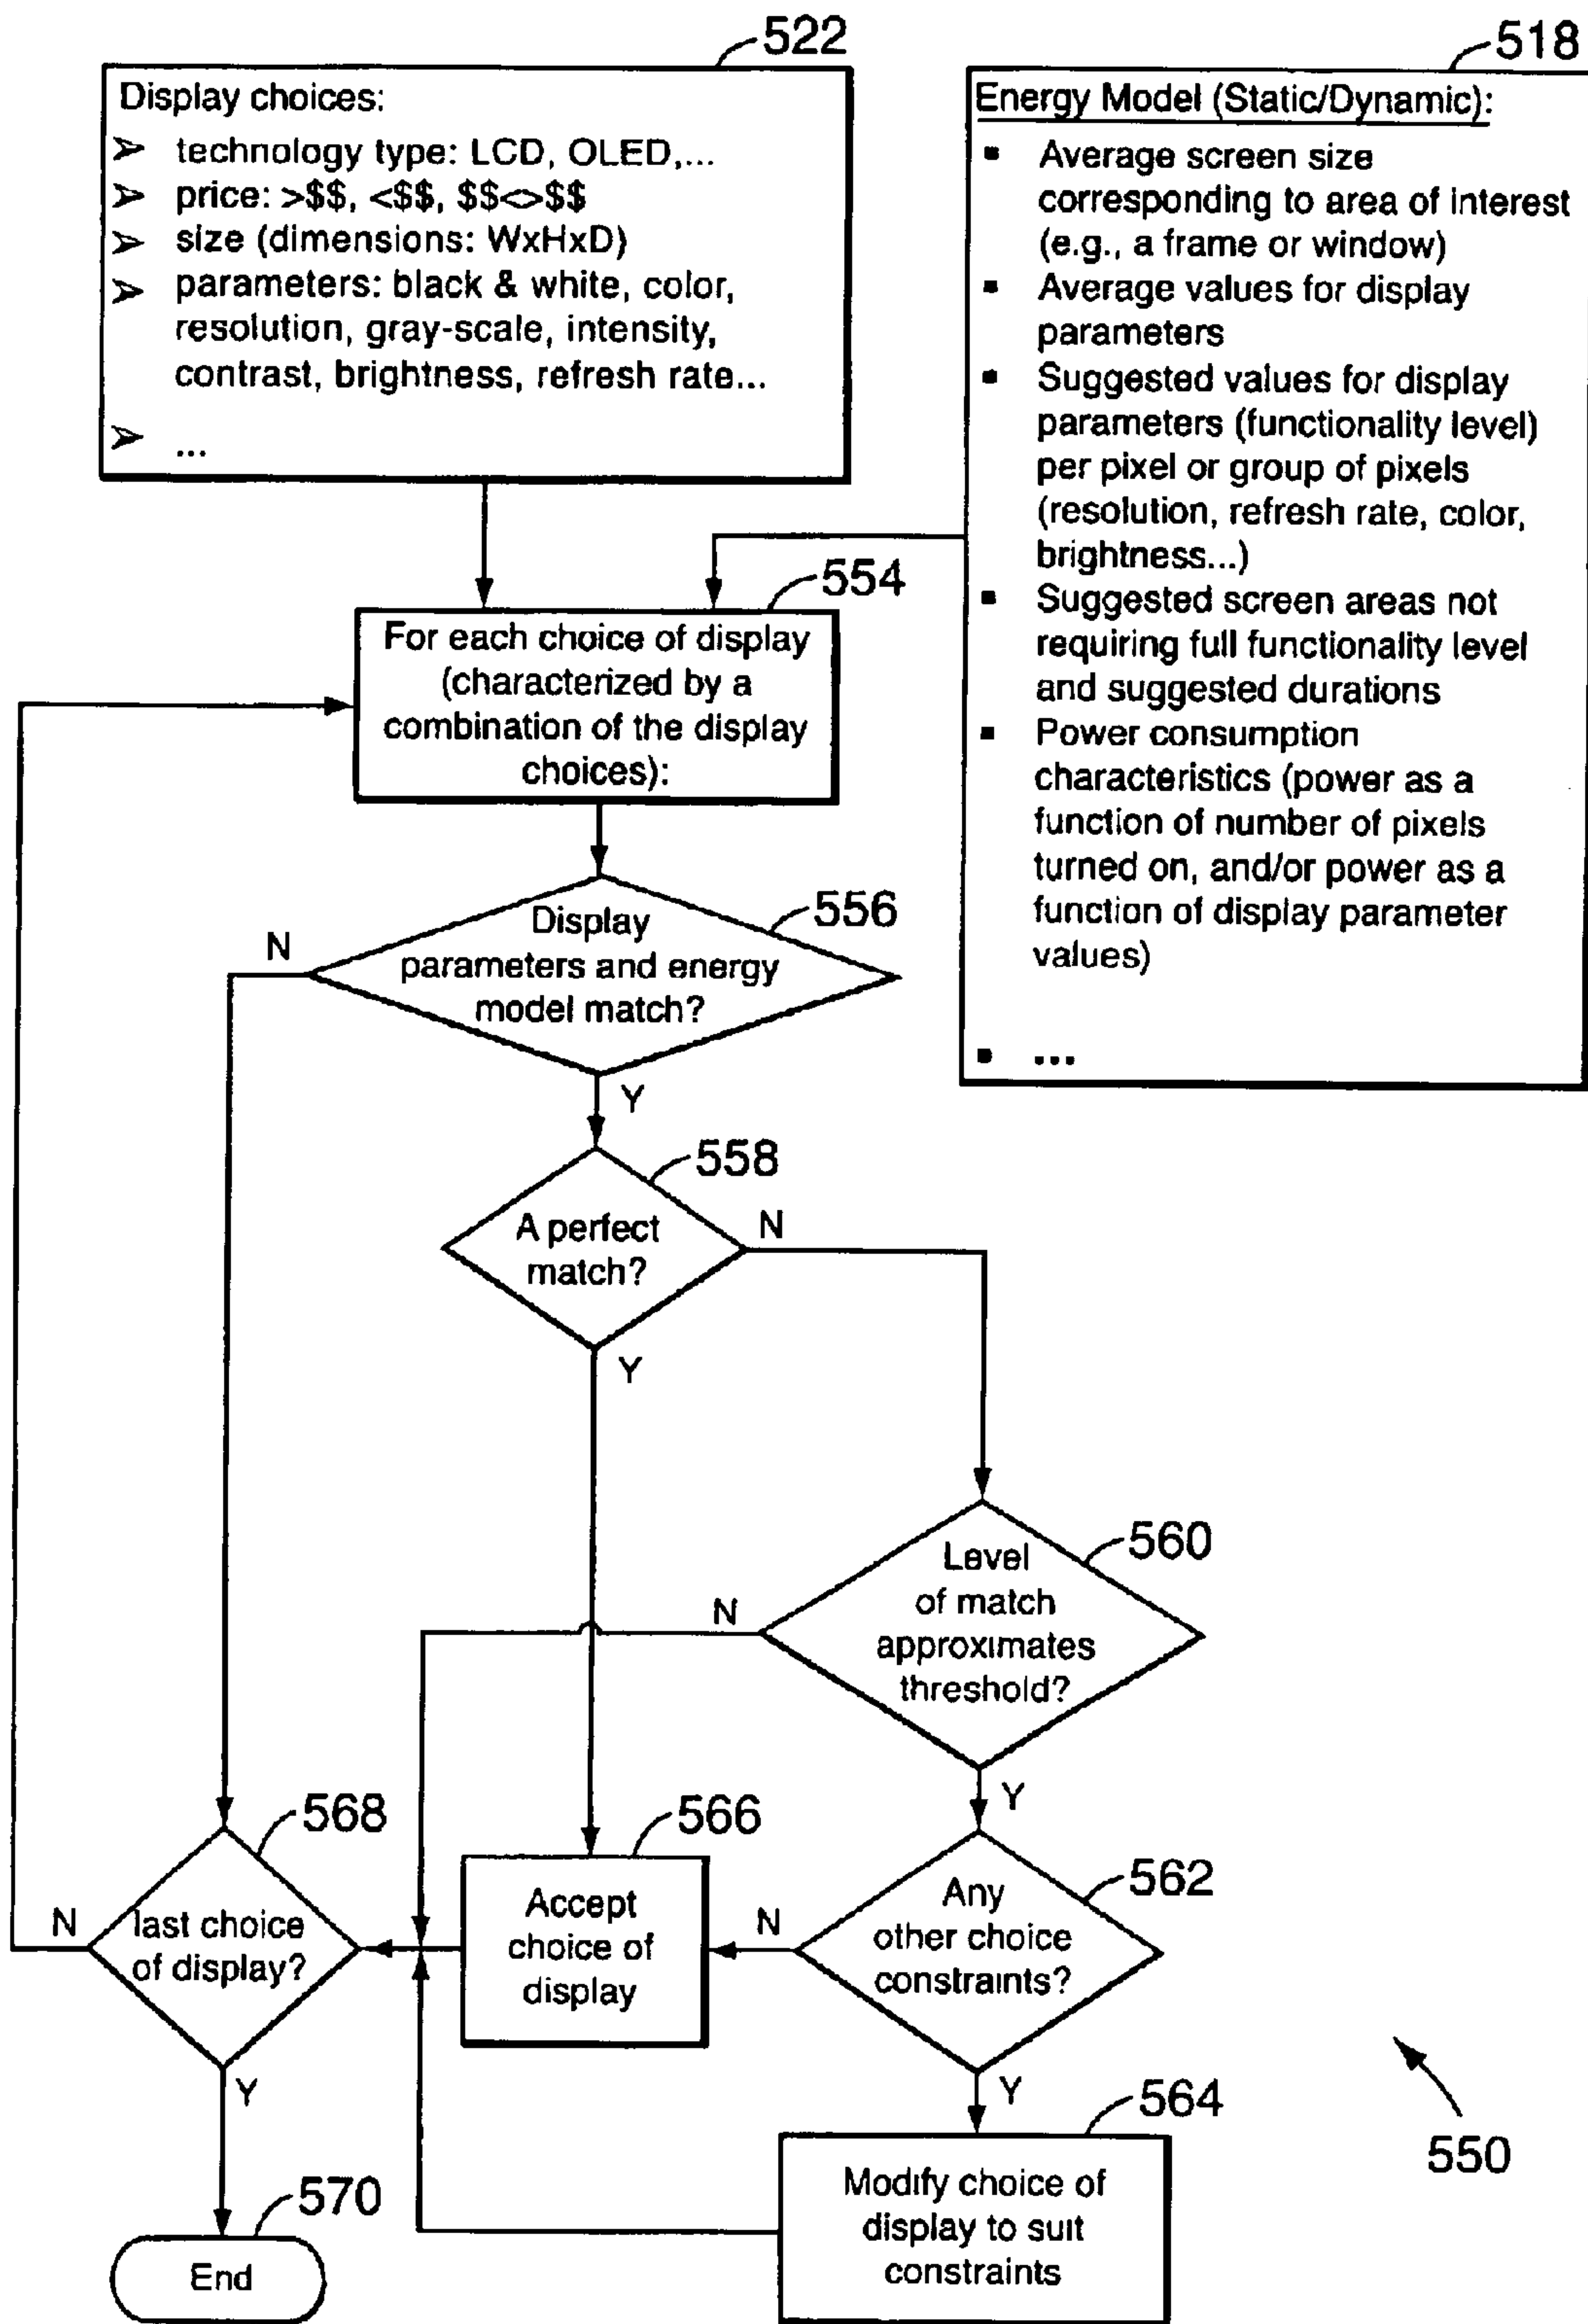 522
Display choices:
➢ technology type: LCD, OLED,...
➢ price: >$$, <$$, $$<>$$
➢ size (dimensions: WxHxD)
➢ parameters: black & white, color,
resolution, gray-scale, intensity,
contrast, brightness, refresh rate...
➢ ...
518
Energy Model (Static/Dynamic):
▪ Average screen size
corresponding to area of interest
(e.g., a frame or window)
▪ Average values for display
parameters
▪ Suggested values for display
parameters (functionality level)
per pixel or group of pixels
(resolution, refresh rate, color,
brightness...)
▪ Suggested screen areas not
requiring full functionality level
and suggested durations
▪ Power consumption
characteristics (power as a
function of number of pixels
turned on, and/or power as a
function of display parameter
values)
▪ ...
554
For each choice of display
(characterized by a
combination of the display
choices):
556
Display
parameters and energy
model match?
N
Y
558
A perfect
match?
N
Y
560
Level
of match
approximates
threshold?
N
Y
568
last choice
of display?
N
Y
566
Accept
choice of
display
562
Any
other choice
constraints?
N
Y
564
Modify choice of
display to suit
constraints
550
570
End